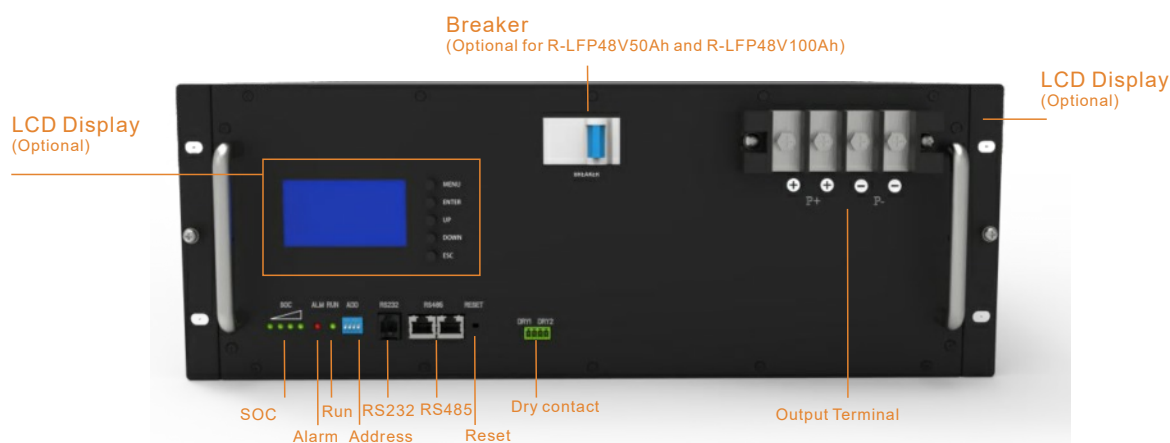 Breaker
(Optional for R-LFP48V50Ah and R-LFP48V100Ah)
LCD Display
(Optional)
LCD Display
(Optional)
BREAKER
MENU
ENTER
UP
DOWN
ESC
P+ P-
SOC ALM RUN ADD RS232 RS485 RESET
DRY1 DRY2
SOC Run RS232 RS485 Dry contact Output Terminal
Alarm Address Reset